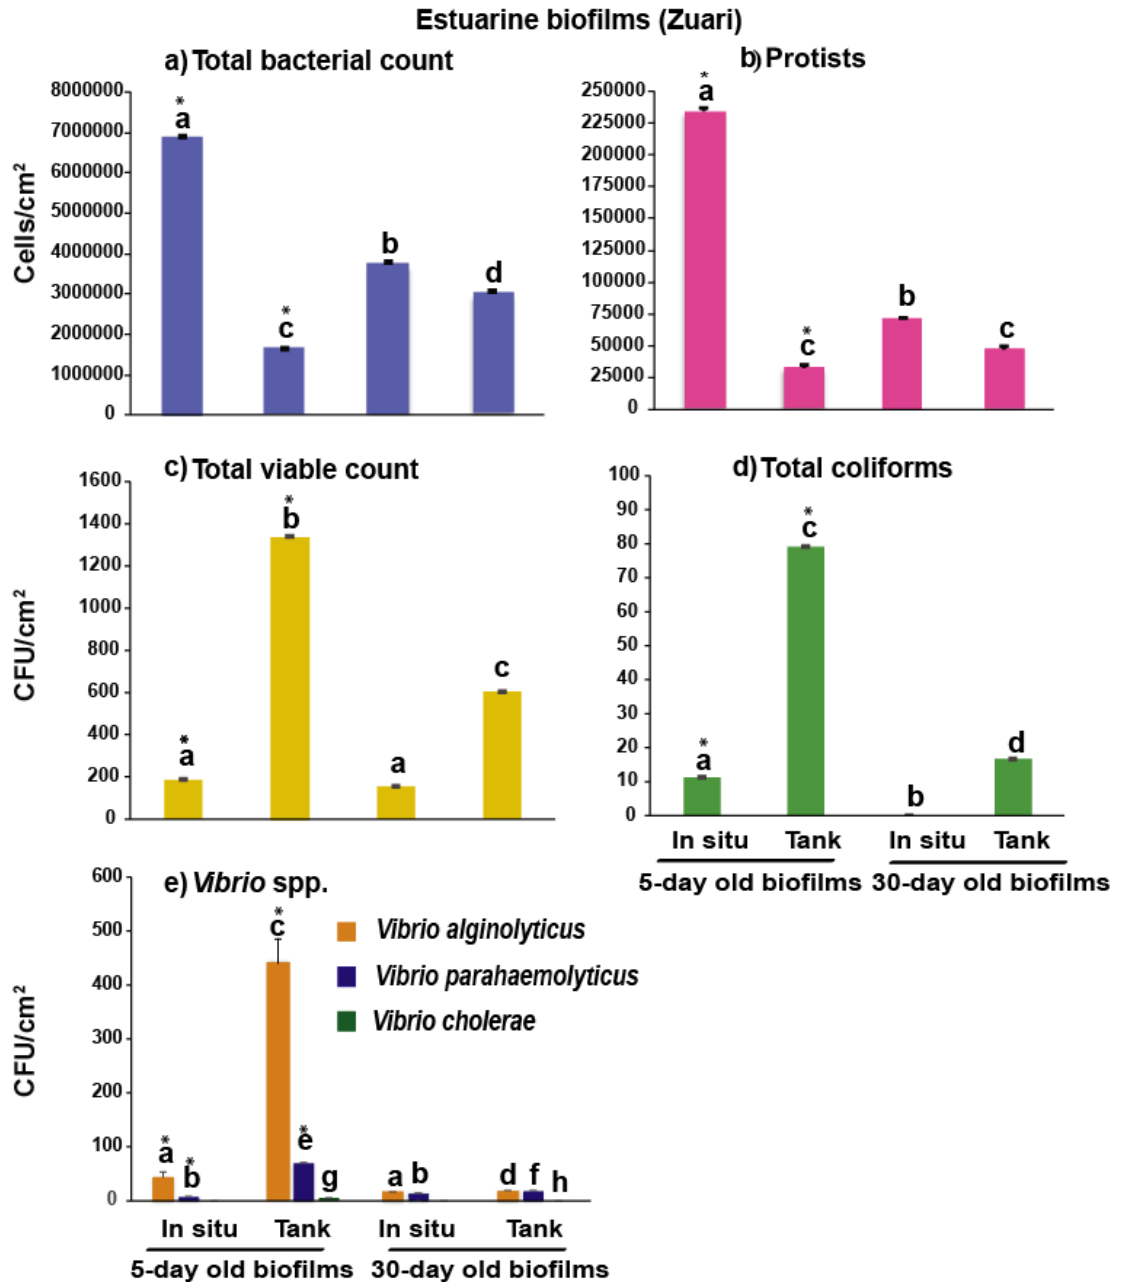 Estuarine biofilms (Zuari)
a) Total bacterial count
8000000
7000000
6000000
5000000
4000000
3000000
2000000
1000000
0
Cells/cm²
* a
* c
b
d
b) Protists
250000
225000
200000
175000
150000
125000
100000
75000
50000
25000
0
* a
* c
b
c
c) Total viable count
1600
1400
1200
1000
800
600
400
200
0
CFU/cm²
* a
* b
a
c
d) Total coliforms
100
90
80
70
60
50
40
30
20
10
0
* a
* c
b
d
In situ Tank In situ Tank
5-day old biofilms 30-day old biofilms
e) Vibrio spp.
600
500
400
300
200
100
0
CFU/cm²
Vibrio alginolyticus
Vibrio parahaemolyticus
Vibrio cholerae
* a
* b
* c
* e
g
a b
d f h
In situ Tank In situ Tank
5-day old biofilms 30-day old biofilms